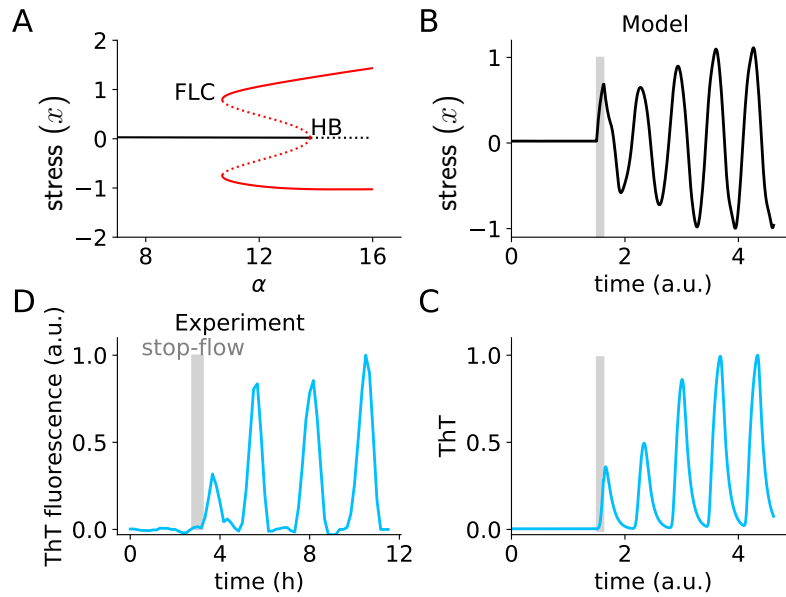 A
2
1
0
−1
−2
stress (x)
FLC
HB
8
12
16
α
B
Model
1
0
−1
stress (x)
0
2
4
time (a.u.)
D
Experiment
stop-flow
1.0
0.5
0.0
ThT fluorescence (a.u.)
0
4
8
12
time (h)
C
1.0
0.5
0.0
ThT
0
2
4
time (a.u.)